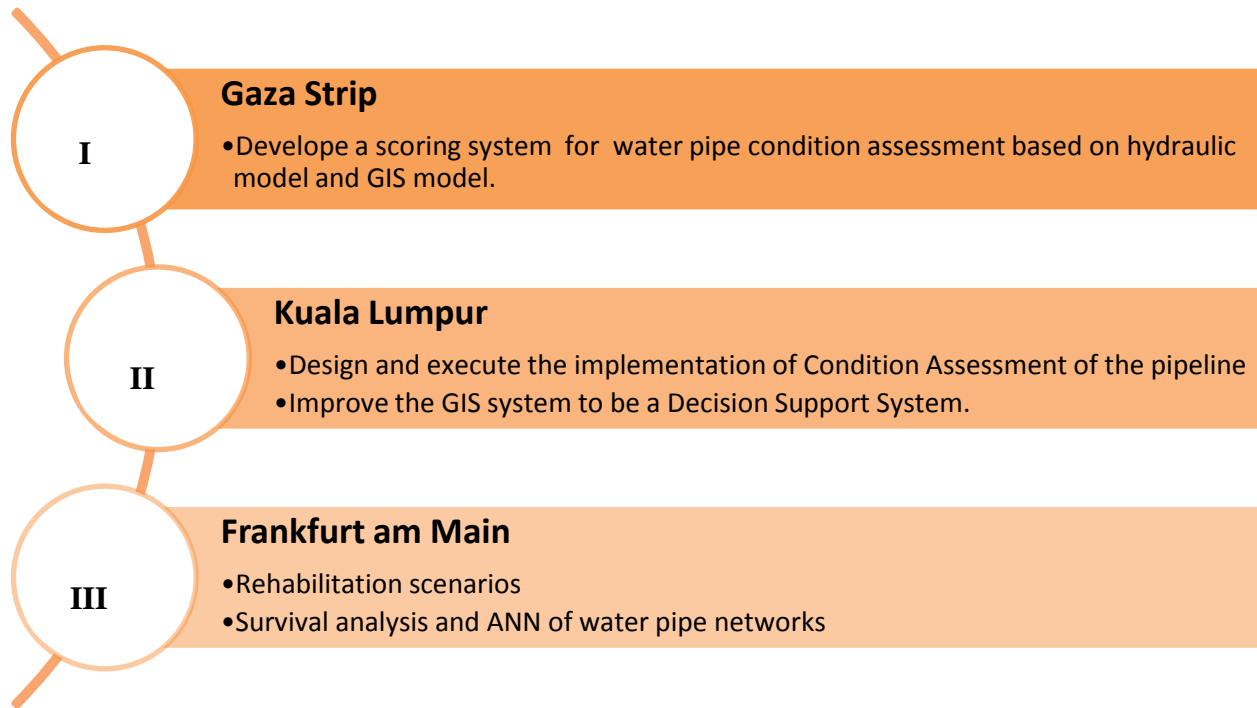 I
Gaza Strip
•Develope a scoring system for water pipe condition assessment based on hydraulic
model and GIS model.
II
Kuala Lumpur
•Design and execute the implementation of Condition Assessment of the pipeline
•Improve the GIS system to be a Decision Support System.
III
Frankfurt am Main
•Rehabilitation scenarios
•Survival analysis and ANN of water pipe networks